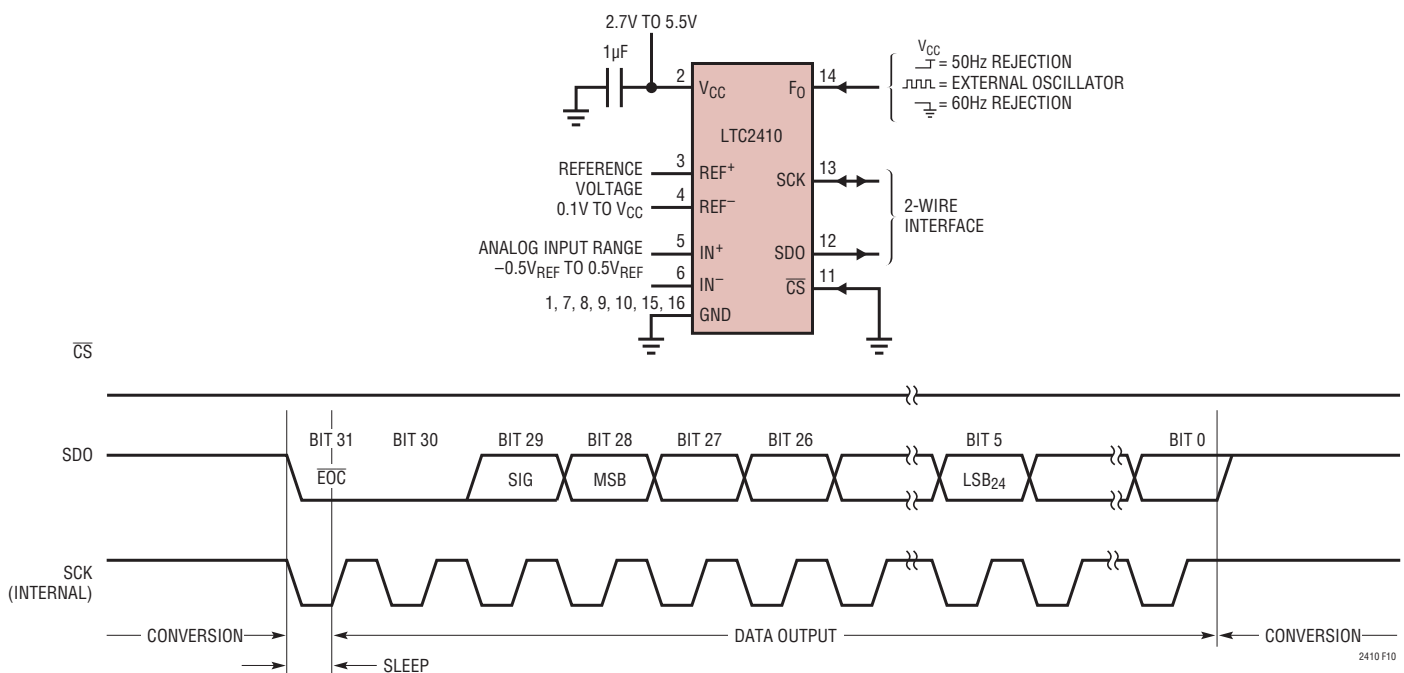 2.7V TO 5.5V
1µF
2
VCC
FO
14
VCC
= 50Hz REJECTION
= EXTERNAL OSCILLATOR
= 60Hz REJECTION
LTC2410
REFERENCE
VOLTAGE
0.1V TO VCC
3
REF+
4
REF−
SCK
13
2-WIRE
INTERFACE
ANALOG INPUT RANGE
−0.5VREF TO 0.5VREF
5
IN+
6
IN−
SDO
12
CS
11
1, 7, 8, 9, 10, 15, 16
GND
CS
SDO
BIT 31
BIT 30
BIT 29
BIT 28
BIT 27
BIT 26
BIT 5
BIT 0
EOC
SIG
MSB
LSB24
SCK
(INTERNAL)
CONVERSION
DATA OUTPUT
CONVERSION
SLEEP
2410 F10